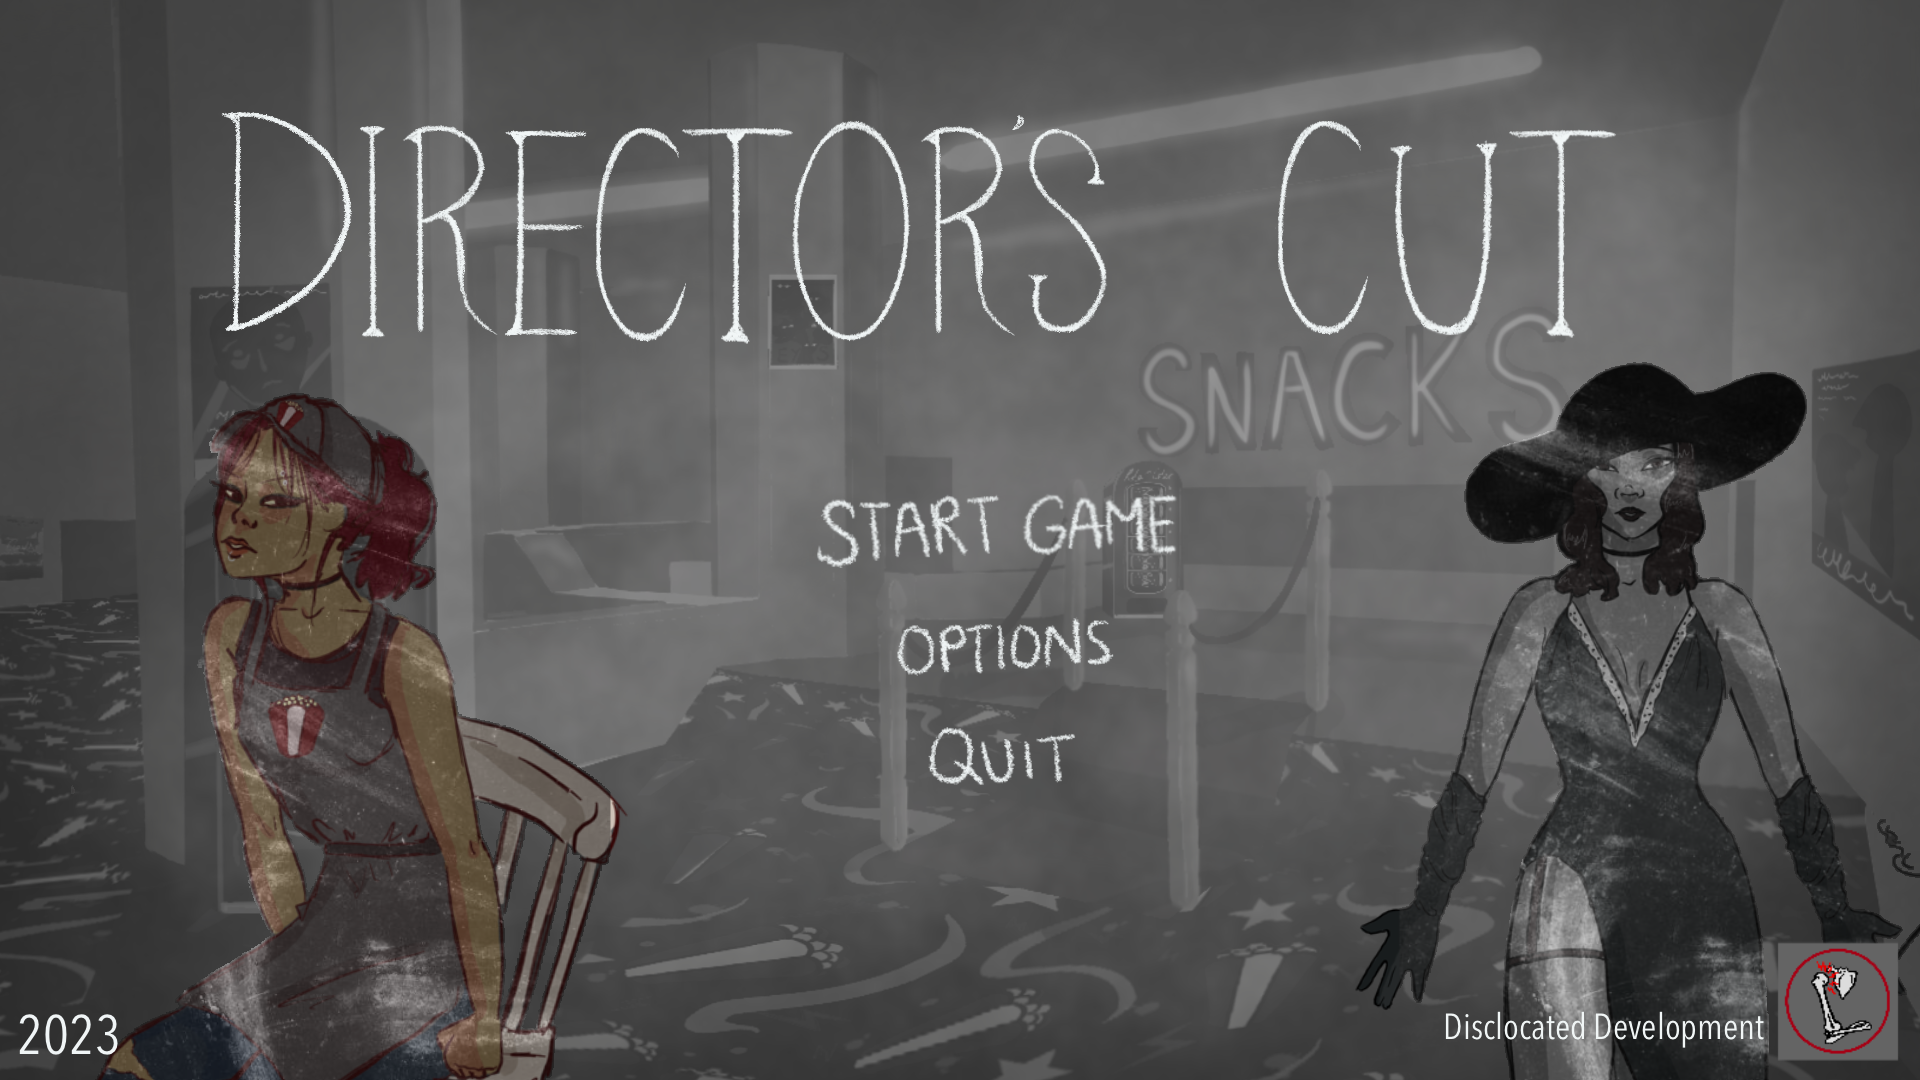 DIRECTOR'S CUT
SNACKS
START GAME
OPTIONS
QUIT
2023
Disclocated Development